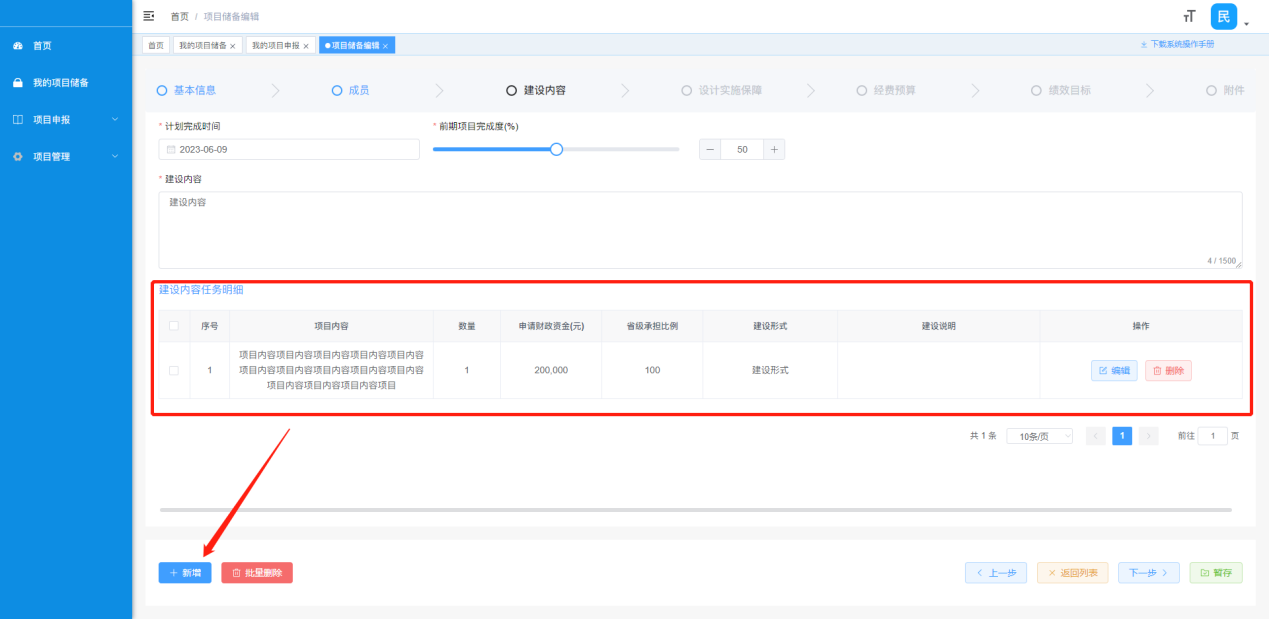 首页 / 项目储备编辑
тT
民
首页
我的项目储备 ×
我的项目申报 ×
项目储备编辑 ×
下载系统操作手册
首页
我的项目储备
项目申报
项目管理
基本信息
成员
建设内容
设计实施保障
经费预算
绩效目标
附件
* 计划完成时间
* 前期项目完成度(%)
2023-06-09
− 50 +
* 建设内容
建设内容
4 / 1500
建设内容任务明细
序号 项目内容 数量 申请财政资金(元) 省级承担比例 建设形式 建设说明 操作
项目内容项目内容项目内容项目内容项目内容
1 项目内容项目内容项目内容项目内容项目内容 1 200,000 100 建设形式 编辑 删除
项目内容项目内容项目内容项目
共 1 条 10条/页 < 1 > 前往 1 页
+ 新增
批量删除
< 上一步
× 返回列表
下一步 >
暂存